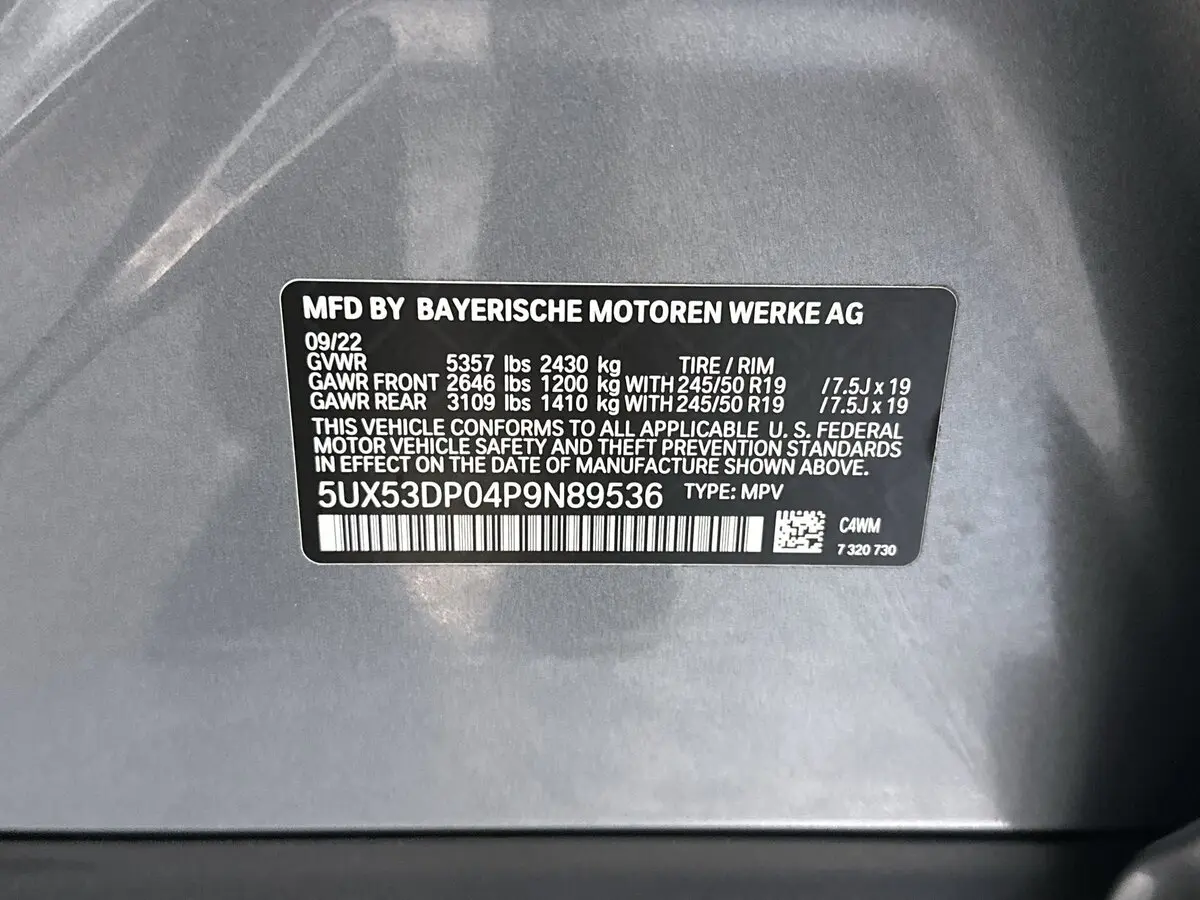 MFD BY BAYERISCHE MOTOREN WERKE AG
09/22
GVWR 5357 lbs 2430 kg TIRE / RIM
GAWR FRONT 2646 lbs 1200 kg WITH 245/50 R19 / 7.5J x 19
GAWR REAR 3109 lbs 1410 kg WITH 245/50 R19 / 7.5J x 19
THIS VEHICLE CONFORMS TO ALL APPLICABLE U. S. FEDERAL
MOTOR VEHICLE SAFETY AND THEFT PREVENTION STANDARDS
IN EFFECT ON THE DATE OF MANUFACTURE SHOWN ABOVE.
5UX53DP04P9N89536 TYPE: MPV
C4WM
7 320 730